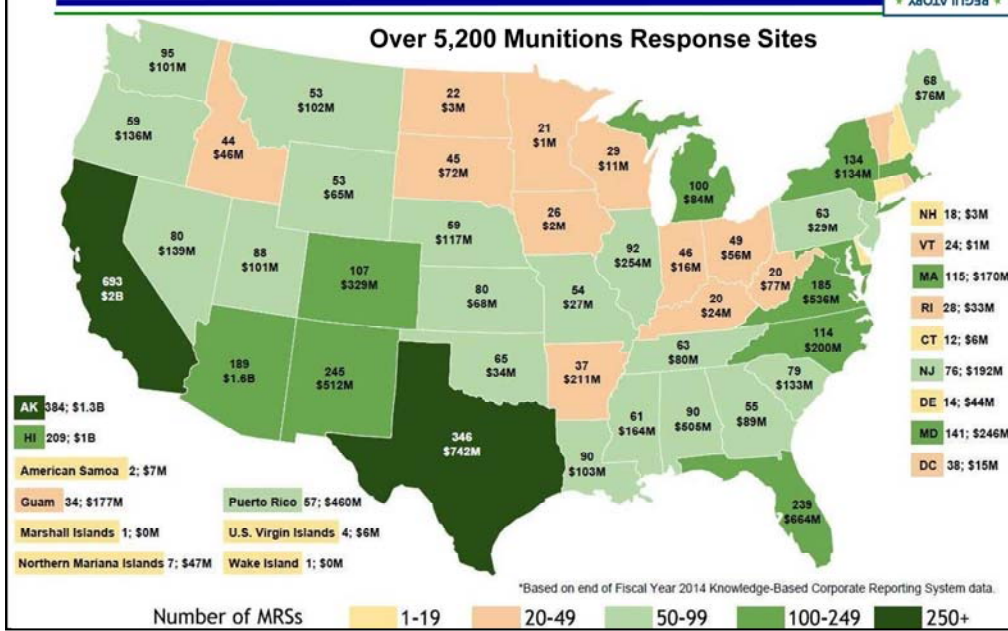 REGULATORY
Over 5,200 Munitions Response Sites
95
$101M
59
$136M
44
$46M
53
$102M
22
$3M
21
$1M
29
$11M
100
$84M
134
$134M
68
$76M
53
$65M
45
$72M
26
$2M
63
$29M
80
$139M
88
$101M
59
$117M
92
$254M
46
$16M
49
$56M
20
$77M
185
$536M
693
$2B
107
$329M
80
$68M
54
$27M
20
$24M
114
$200M
189
$1.6B
245
$512M
65
$34M
37
$211M
63
$80M
79
$133M
346
$742M
90
$103M
61
$164M
90
$505M
55
$89M
239
$664M
NH 18; $3M
VT 24; $1M
MA 115; $170M
RI 28; $33M
CT 12; $6M
NJ 76; $192M
DE 14; $44M
MD 141; $246M
DC 38; $15M
AK 384; $1.3B
HI 209; $1B
American Samoa 2; $7M
Guam 34; $177M
Puerto Rico 57; $460M
Marshall Islands 1; $0M
U.S. Virgin Islands 4; $6M
Northern Mariana Islands 7; $47M
Wake Island 1; $0M
*Based on end of Fiscal Year 2014 Knowledge-Based Corporate Reporting System data.
Number of MRSs 1-19 20-49 50-99 100-249 250+